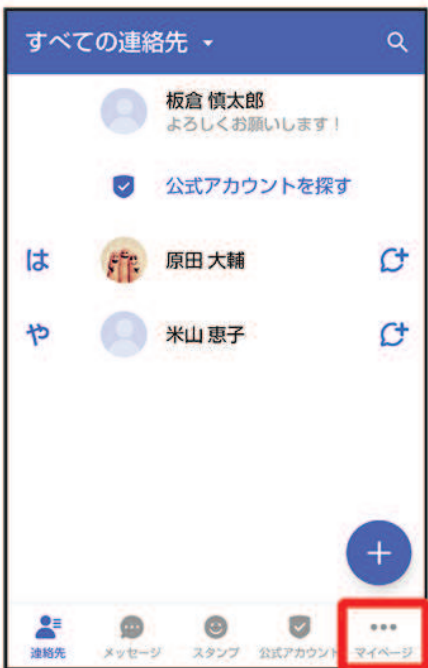 すべての連絡先
板倉 慎太郎
よろしくお願いします！
公式アカウントを探す
は
原田 大輔
や
米山 恵子
連絡先
メッセージ
スタンプ
公式アカウント
マイページ